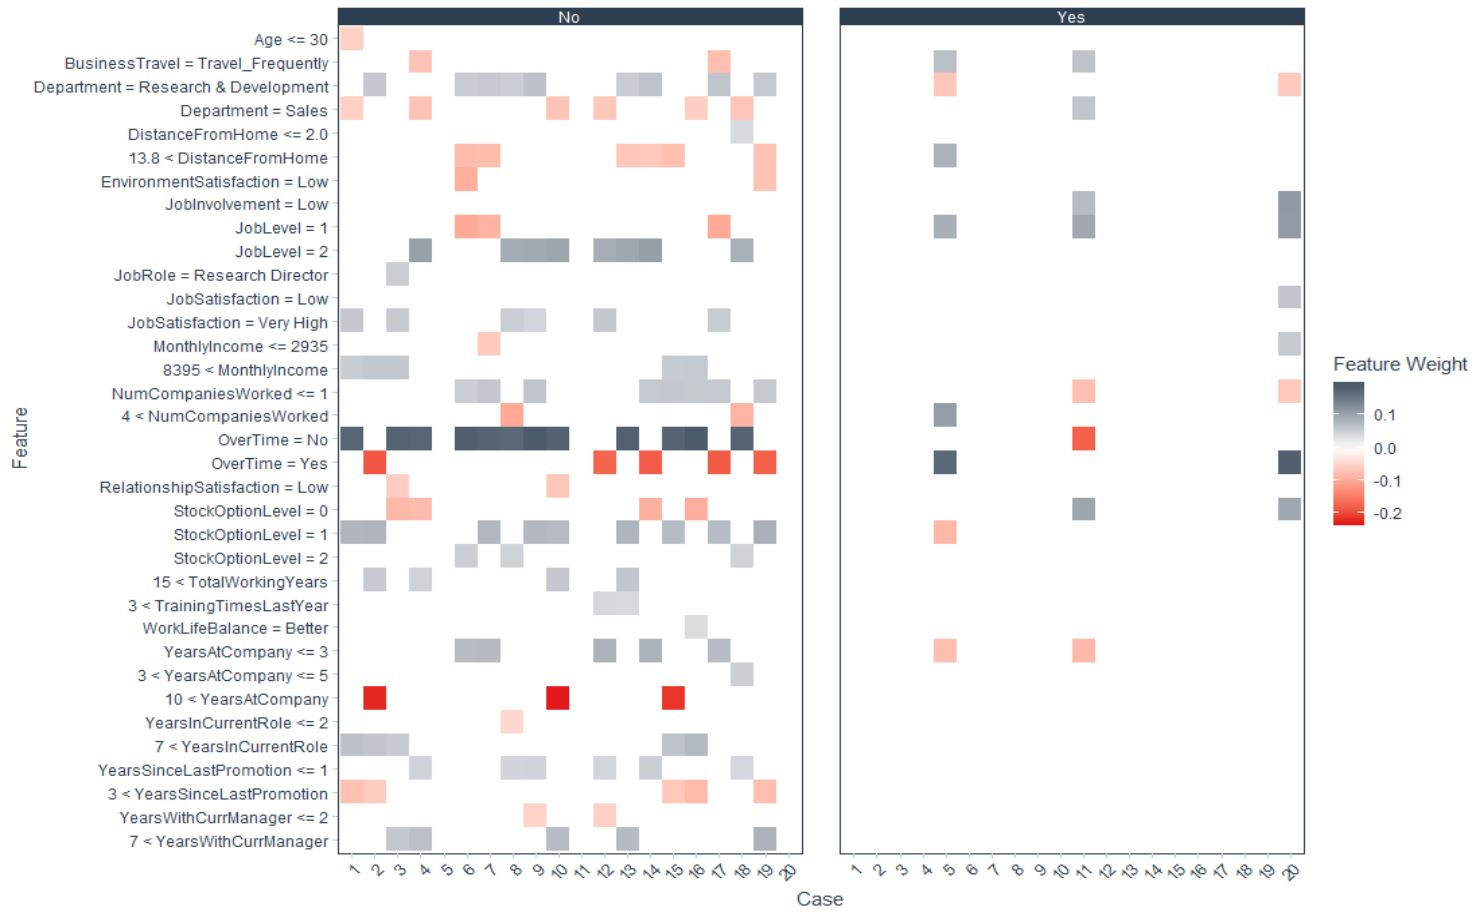 No
Yes
Age <= 30
BusinessTravel = Travel_Frequently
Department = Research & Development
Department = Sales
DistanceFromHome <= 2.0
13.8 < DistanceFromHome
EnvironmentSatisfaction = Low
JobInvolvement = Low
JobLevel = 1
JobLevel = 2
JobRole = Research Director
JobSatisfaction = Low
JobSatisfaction = Very High
MonthlyIncome <= 2935
8395 < MonthlyIncome
NumCompaniesWorked <= 1
4 < NumCompaniesWorked
OverTime = No
OverTime = Yes
RelationshipSatisfaction = Low
StockOptionLevel = 0
StockOptionLevel = 1
StockOptionLevel = 2
15 < TotalWorkingYears
3 < TrainingTimesLastYear
WorkLifeBalance = Better
YearsAtCompany <= 3
3 < YearsAtCompany <= 5
10 < YearsAtCompany
YearsInCurrentRole <= 2
7 < YearsInCurrentRole
YearsSinceLastPromotion <= 1
3 < YearsSinceLastPromotion
YearsWithCurrManager <= 2
7 < YearsWithCurrManager
Feature
1 2 3 4 5 6 7 8 9 10 11 12 13 14 15 16 17 18 19 20
1 2 3 4 5 6 7 8 9 10 11 12 13 14 15 16 17 18 19 20
Case
Feature Weight
0.1
0.0
-0.1
-0.2